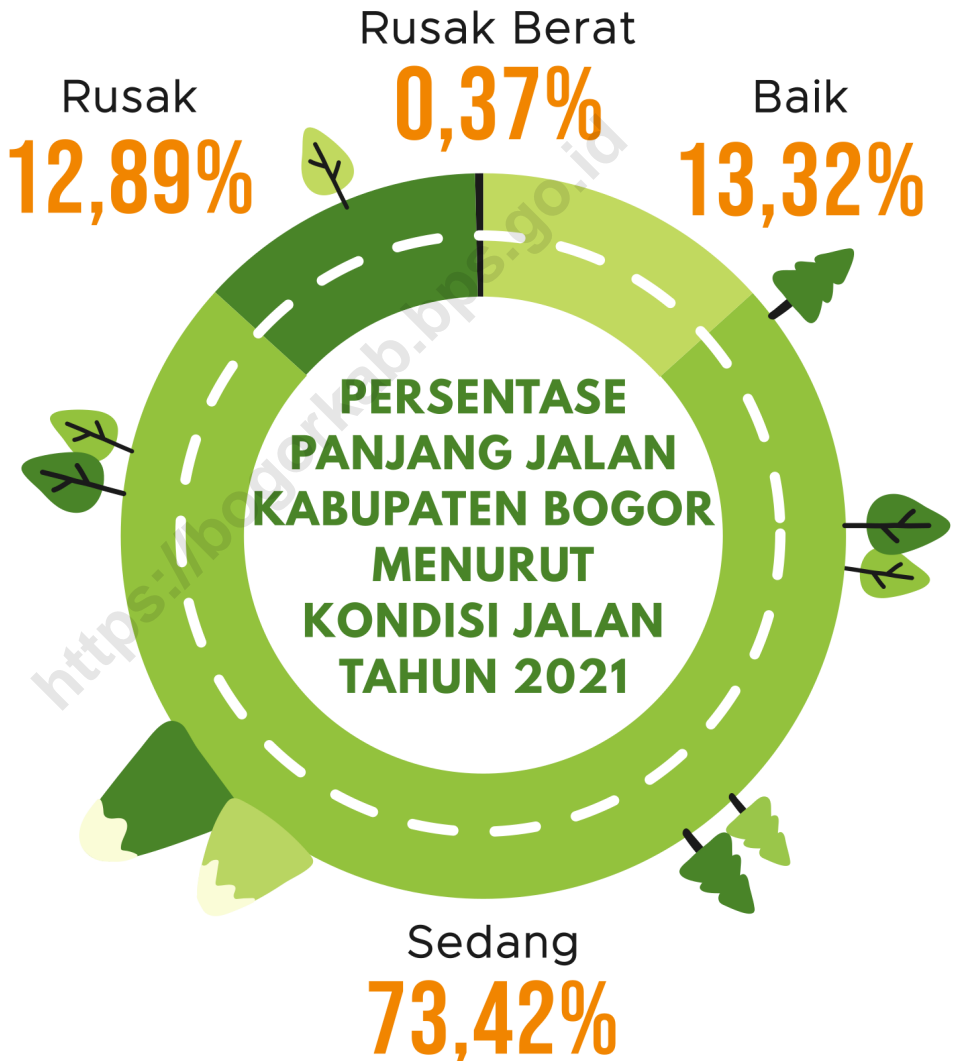 Rusak Berat
0,37%
Rusak
12,89%
Baik
13,32%
PERSENTASE
PANJANG JALAN
KABUPATEN BOGOR
MENURUT
KONDISI JALAN
TAHUN 2021
Sedang
73,42%
https://bogorkab.bps.go.id